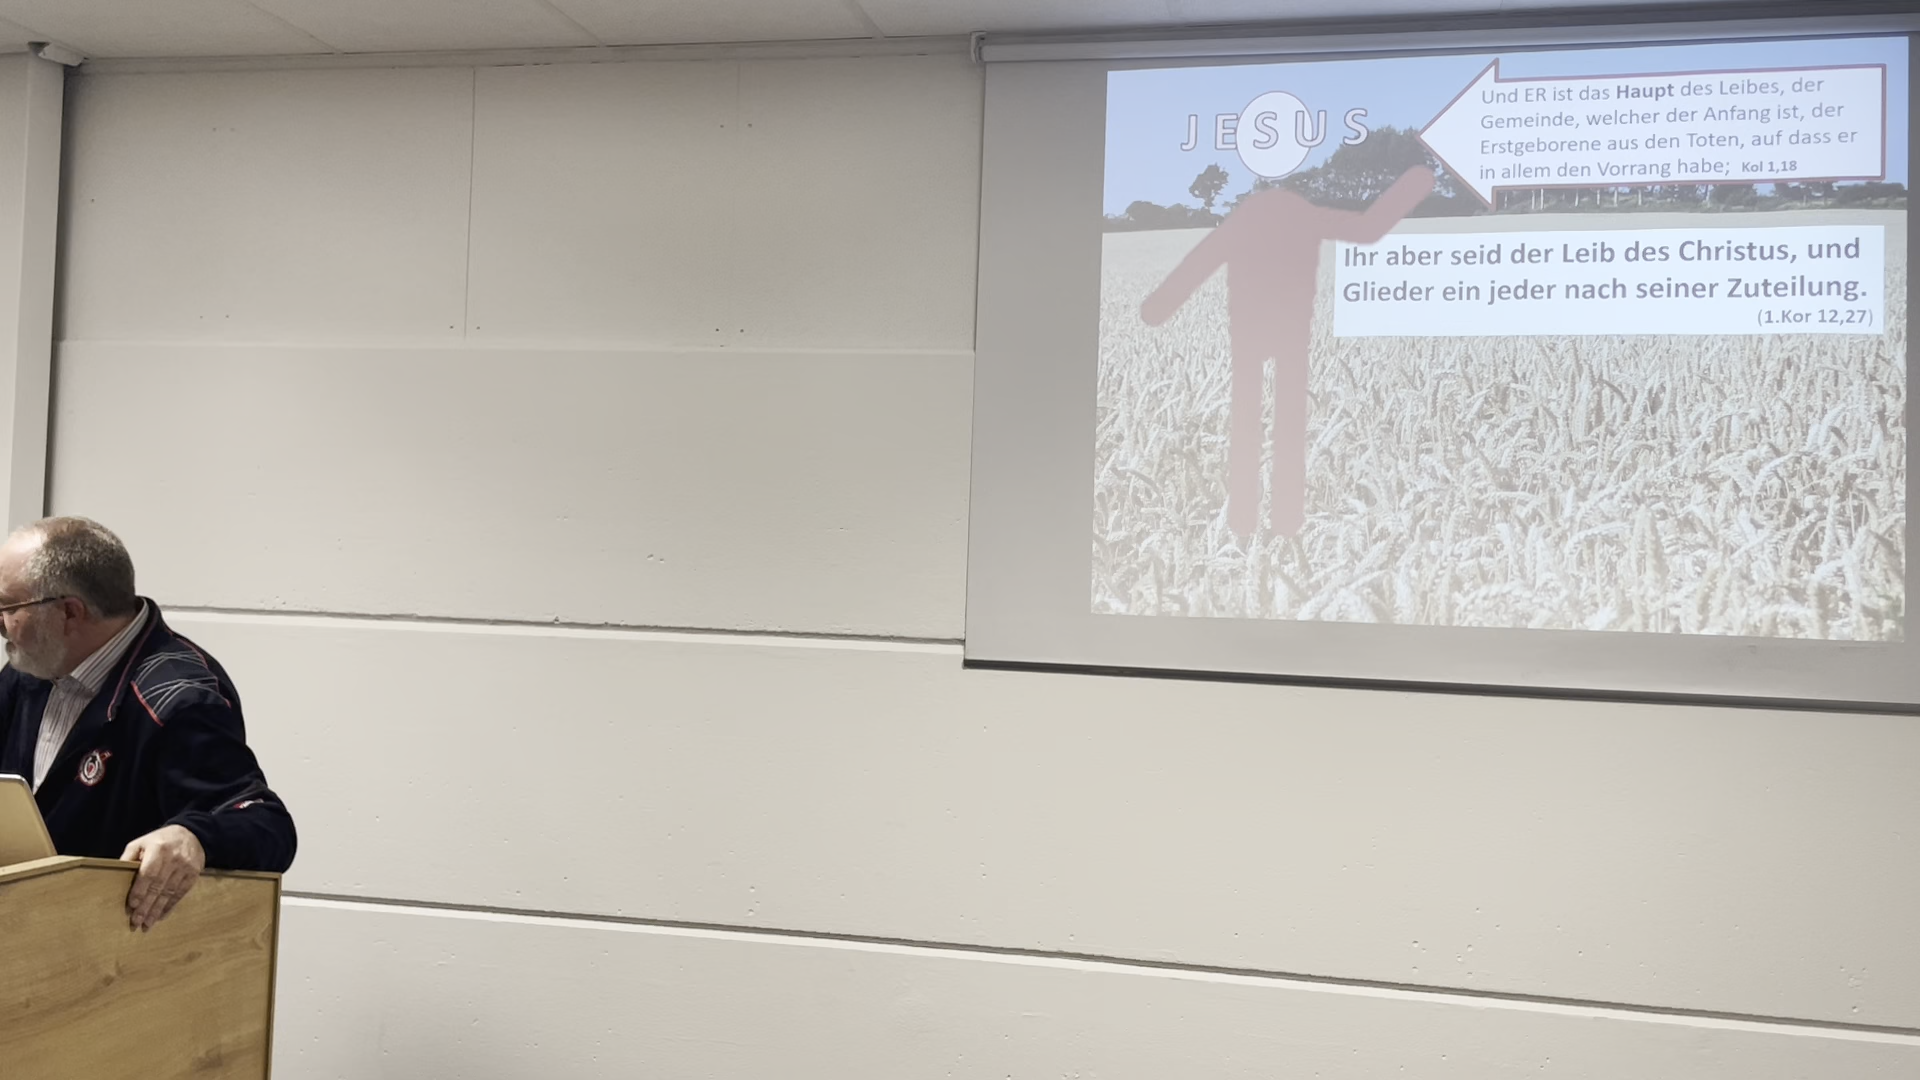 JESUS
Und ER ist das Haupt des Leibes, der
Gemeinde, welcher der Anfang ist, der
Erstgeborene aus den Toten, auf dass er
in allem den Vorrang habe; Kol 1,18
Ihr aber seid der Leib des Christus, und
Glieder ein jeder nach seiner Zuteilung.
(1.Kor 12,27)